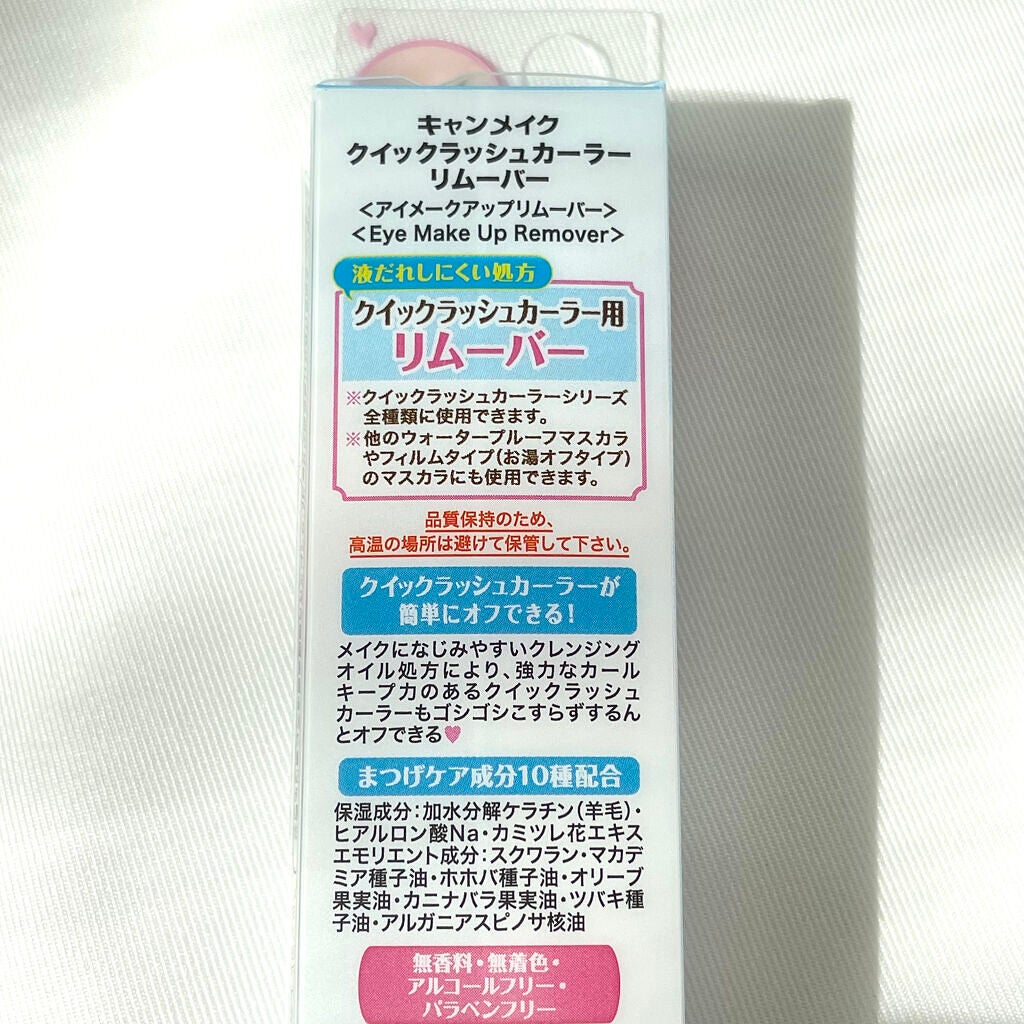 キャンメイク
クイックラッシュカーラー
リムーバー
<アイメークアップリムーバー>
<Eye Make Up Remover>
液だれしにくい処方
クイックラッシュカーラー用
リムーバー
※クイックラッシュカーラーシリーズ
全種類に使用できます。
※他のウォータープルーフマスカラ
やフィルムタイプ(お湯オフタイプ)
のマスカラにも使用できます。
品質保持のため、
高温の場所は避けて保管して下さい。
クイックラッシュカーラーが
簡単にオフできる!
メイクになじみやすいクレンジング
オイル処方により、強力なカール
キープ力のあるクイックラッシュ
カーラーもゴシゴシこすらずするん
とオフできる♥
まつげケア成分10種配合
保湿成分:加水分解ケラチン(羊毛)・
ヒアルロン酸Na・カミツレ花エキス
エモリエント成分:スクワラン・マカデ
ミア種子油・ホホバ種子油・オリーブ
果実油・カニナバラ果実油・ツバキ種
子油・アルガニアスピノサ核油
無香料・無着色・
アルコールフリー・
パラベンフリー